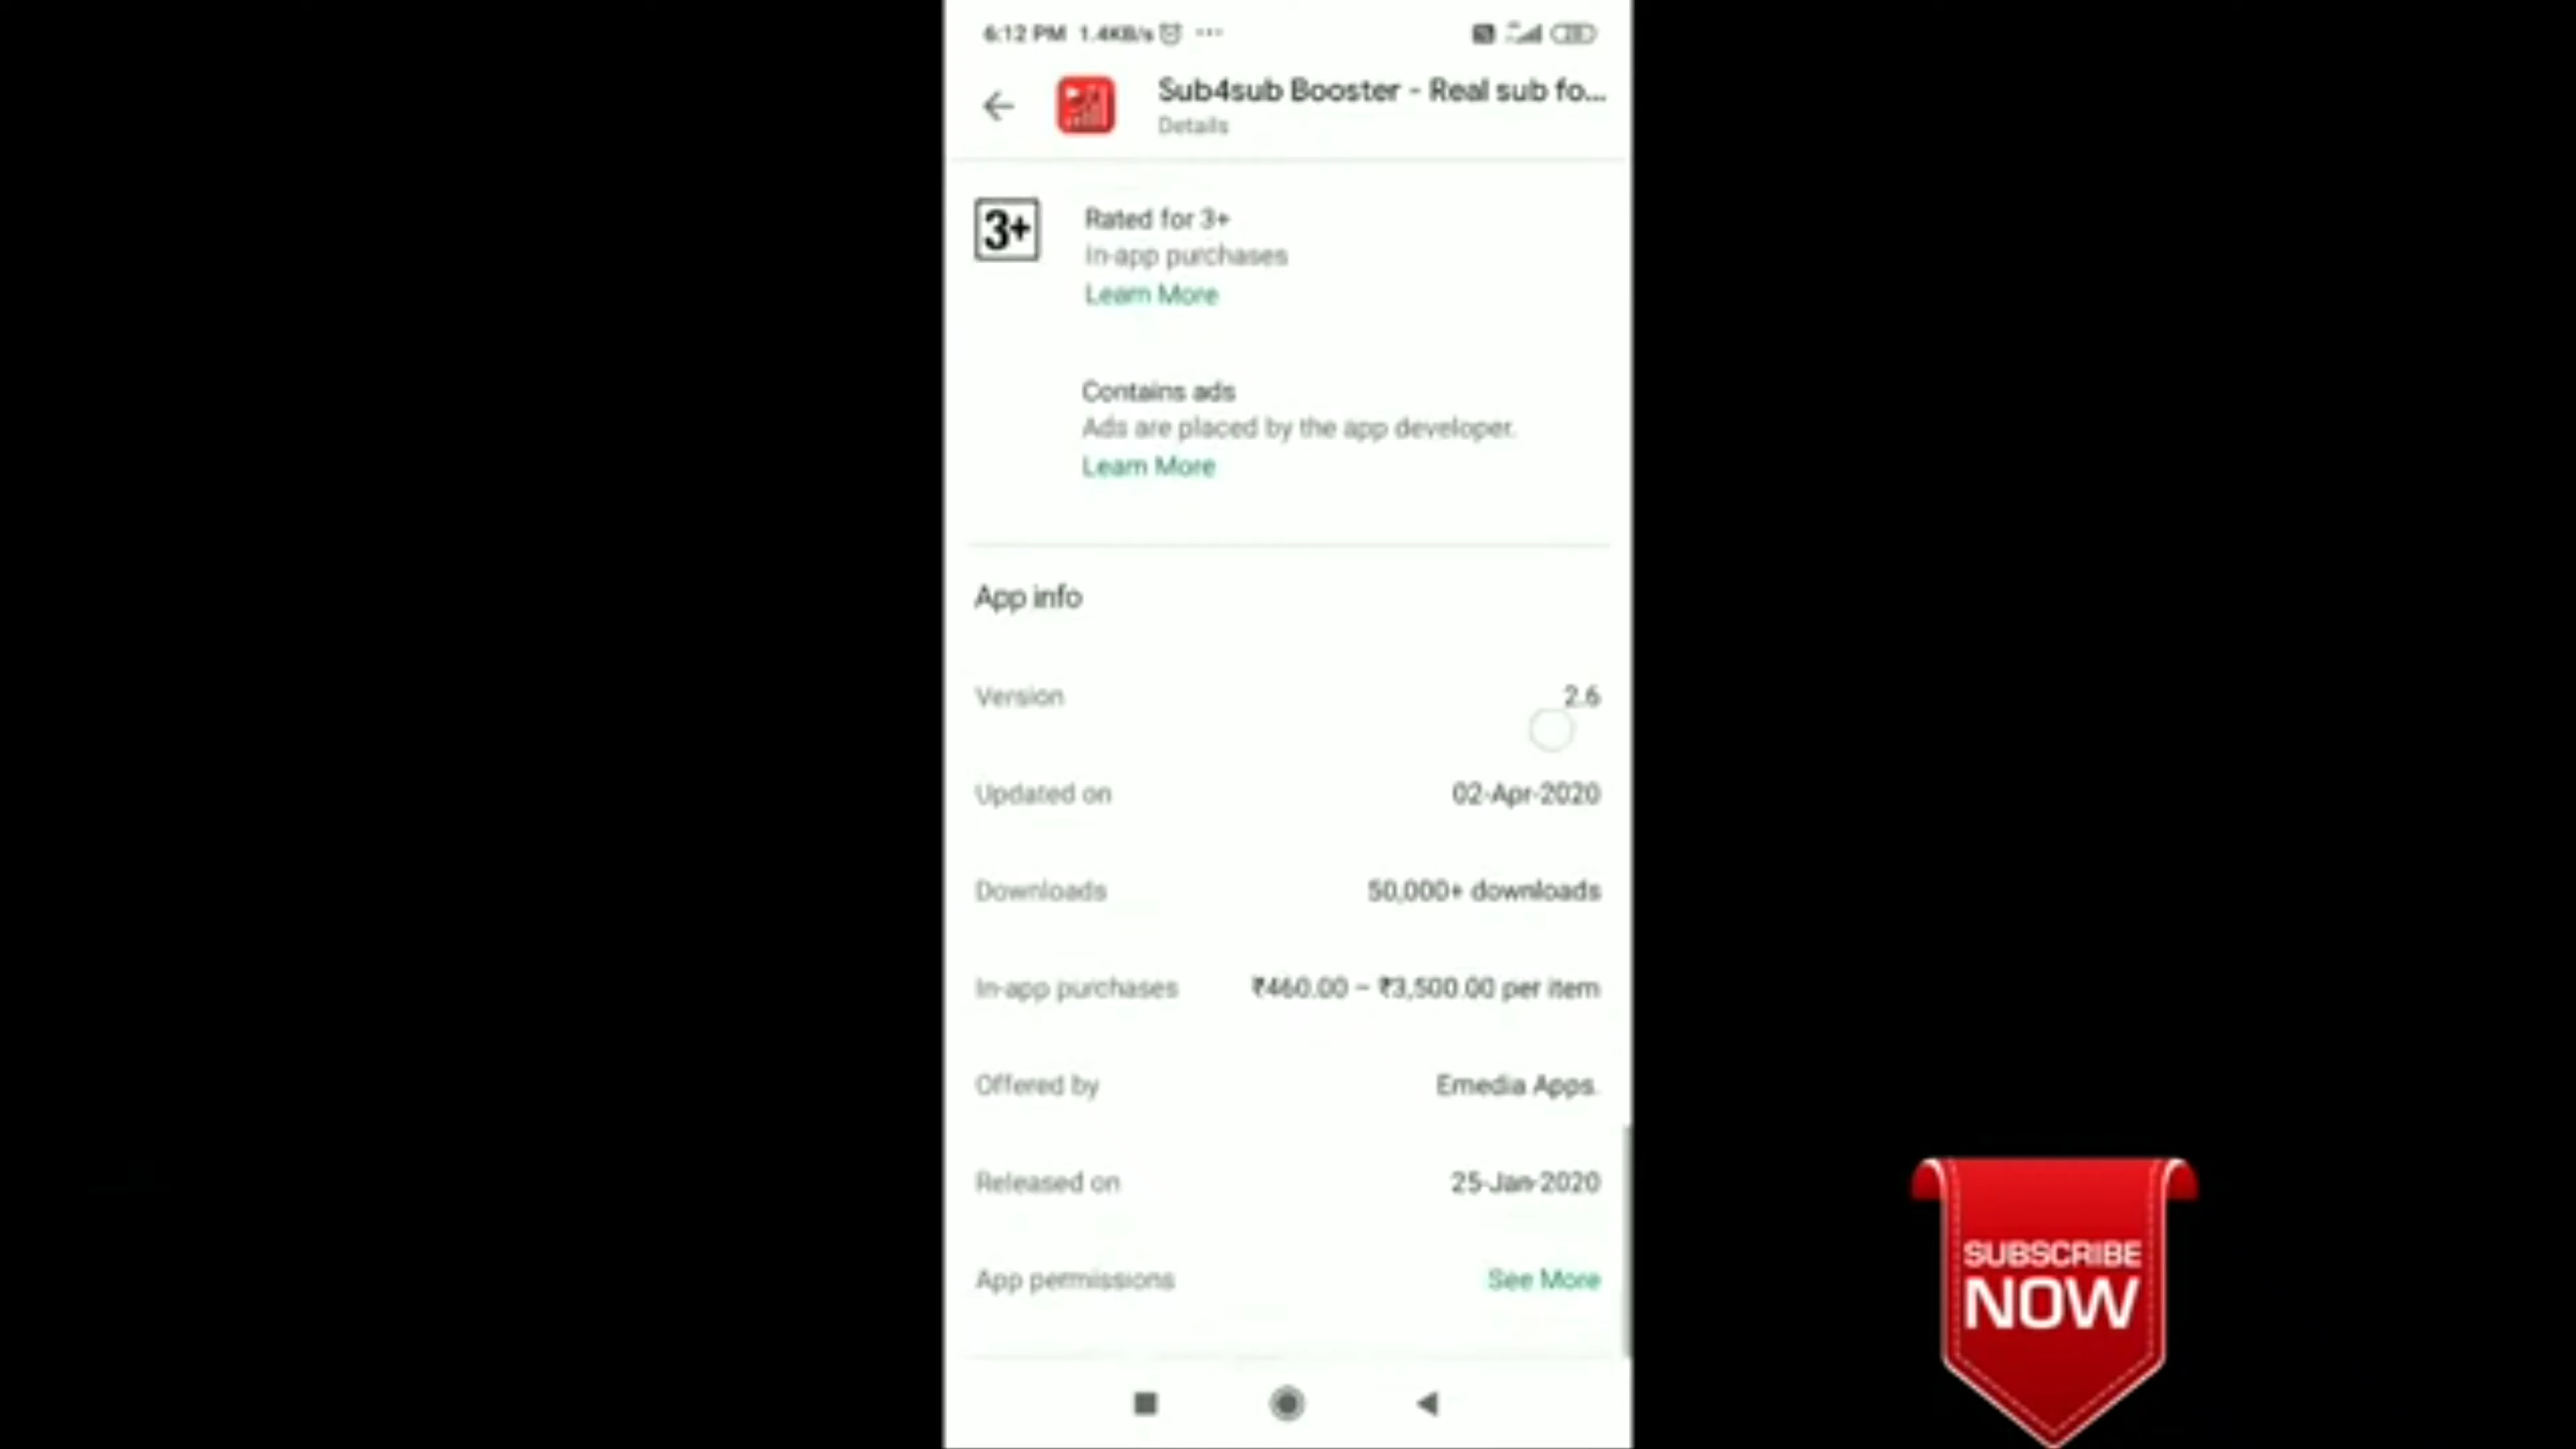 6:12 PM 1.4KB/s ...
Sub4sub Booster - Real sub fo...
Details
3+
Rated for 3+
In-app purchases
Learn More
Contains ads
Ads are placed by the app developer.
Learn More
App info
Version 2.6
Updated on 02-Apr-2020
Downloads 50,000+ downloads
In-app purchases ₹460.00 – ₹3,500.00 per item
Offered by Emedia Apps.
Released on 25-Jan-2020
App permissions See More
SUBSCRIBE
NOW